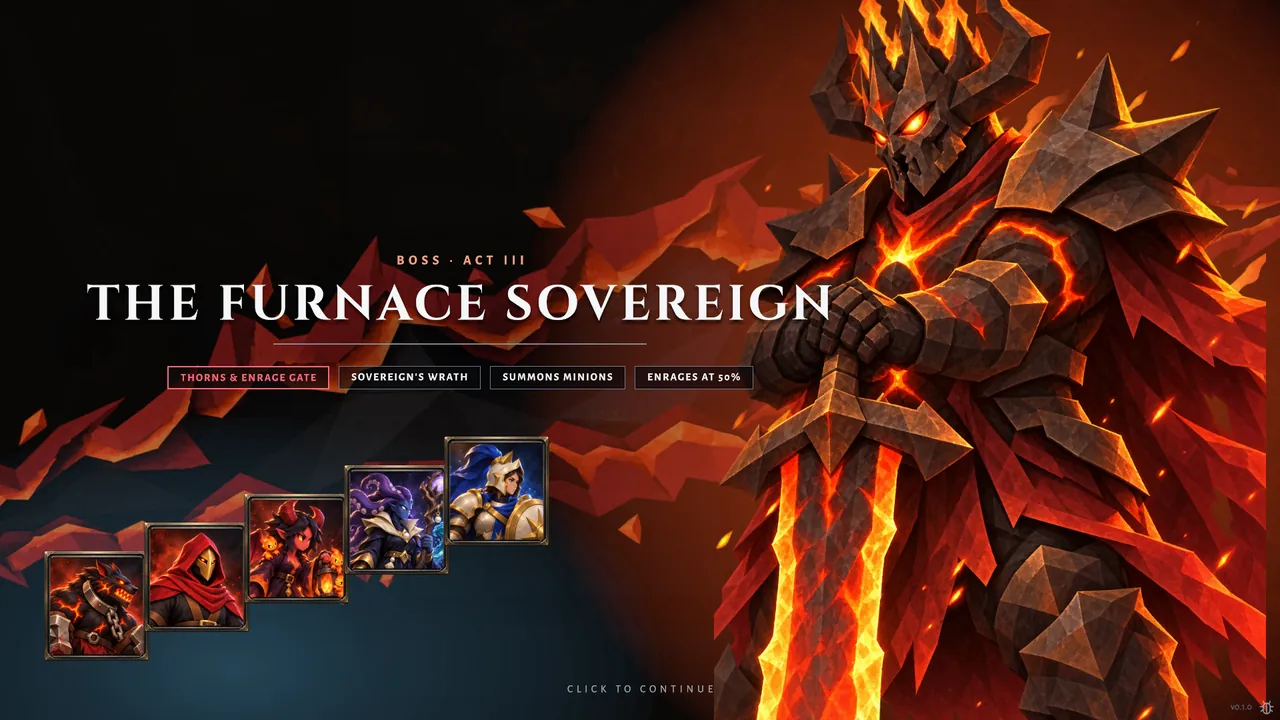 BOSS · ACT III
THE FURNACE SOVEREIGN
THORNS & ENRAGE GATE
SOVEREIGN'S WRATH
SUMMONS MINIONS
ENRAGES AT 50%
CLICK TO CONTINUE
v0.1.0